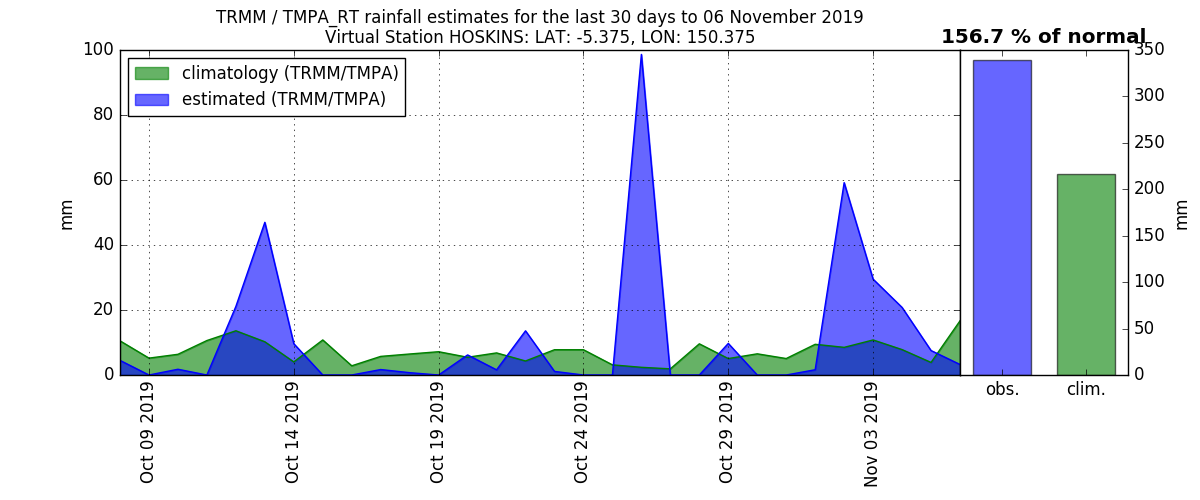 TRMM / TMPA_RT rainfall estimates for the last 30 days to 06 November 2019
Virtual Station HOSKINS: LAT: -5.375, LON: 150.375
156.7 % of normal
climatology (TRMM/TMPA)
estimated (TRMM/TMPA)
100
80
60
40
20
0
mm
Oct 09 2019
Oct 14 2019
Oct 19 2019
Oct 24 2019
Oct 29 2019
Nov 03 2019
350
300
250
200
150
100
50
0
mm
obs.
clim.